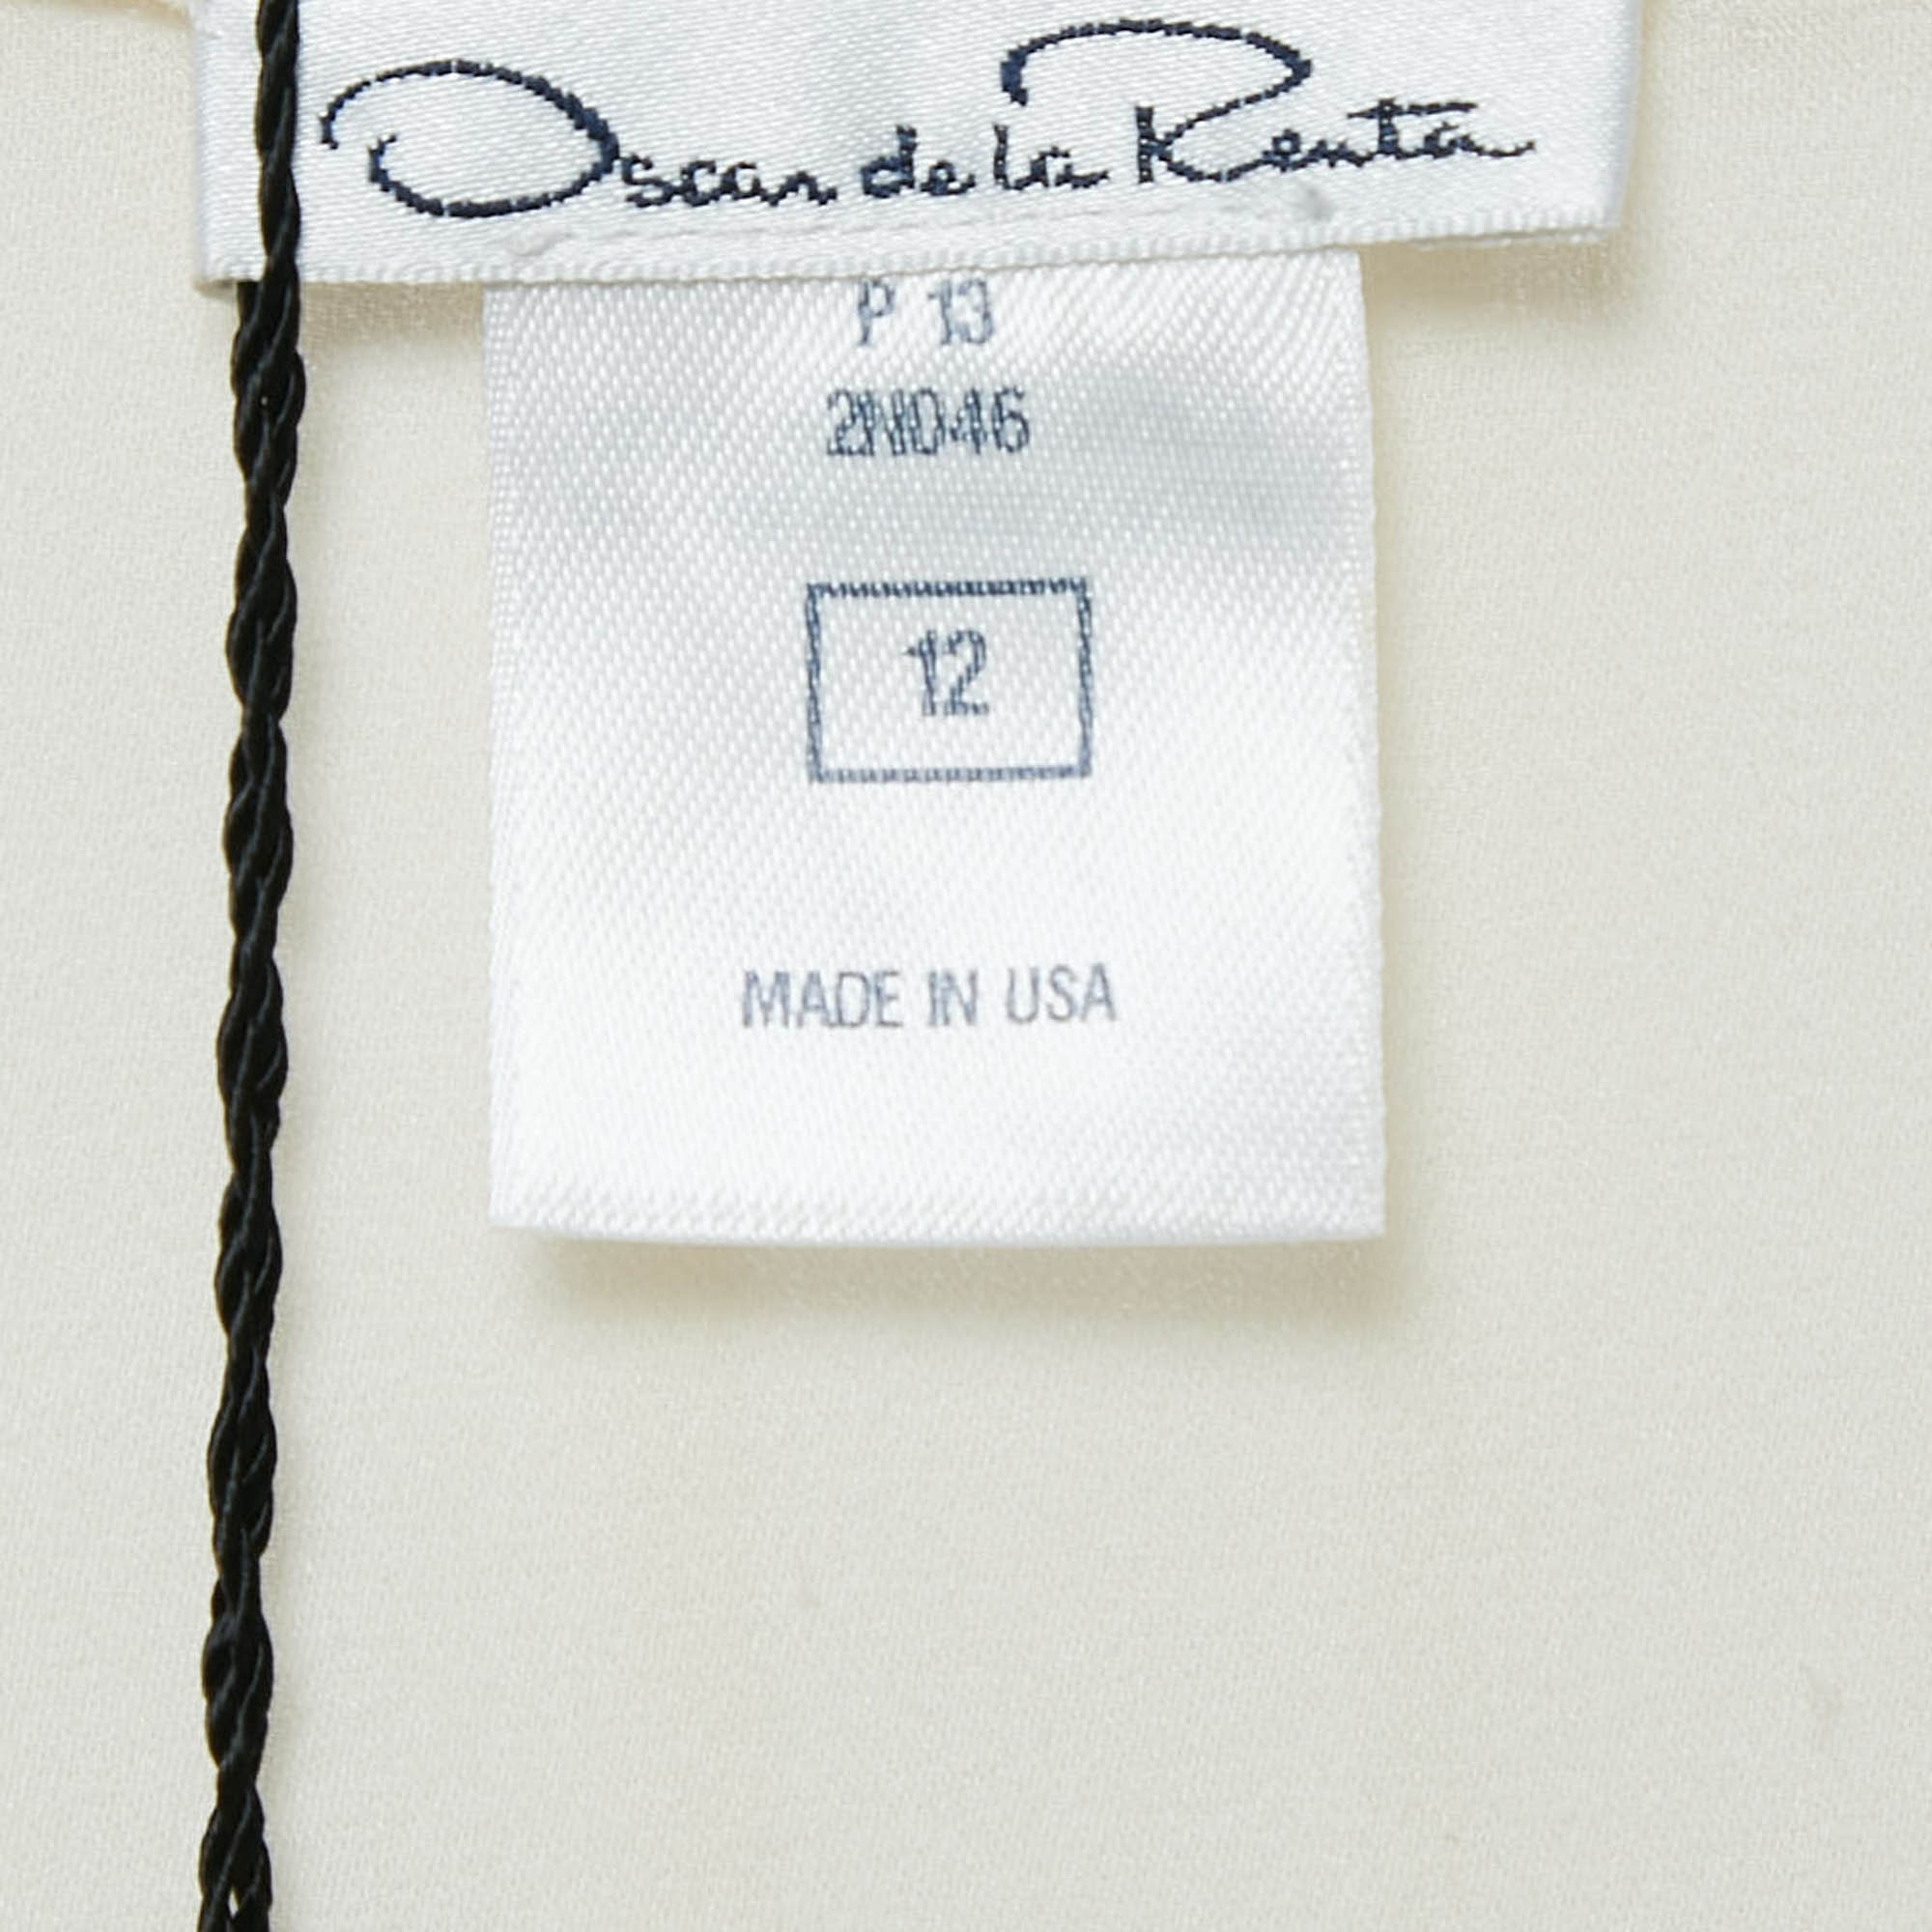 Oscar de la Renta
P 13
2N046
12
MADE IN USA